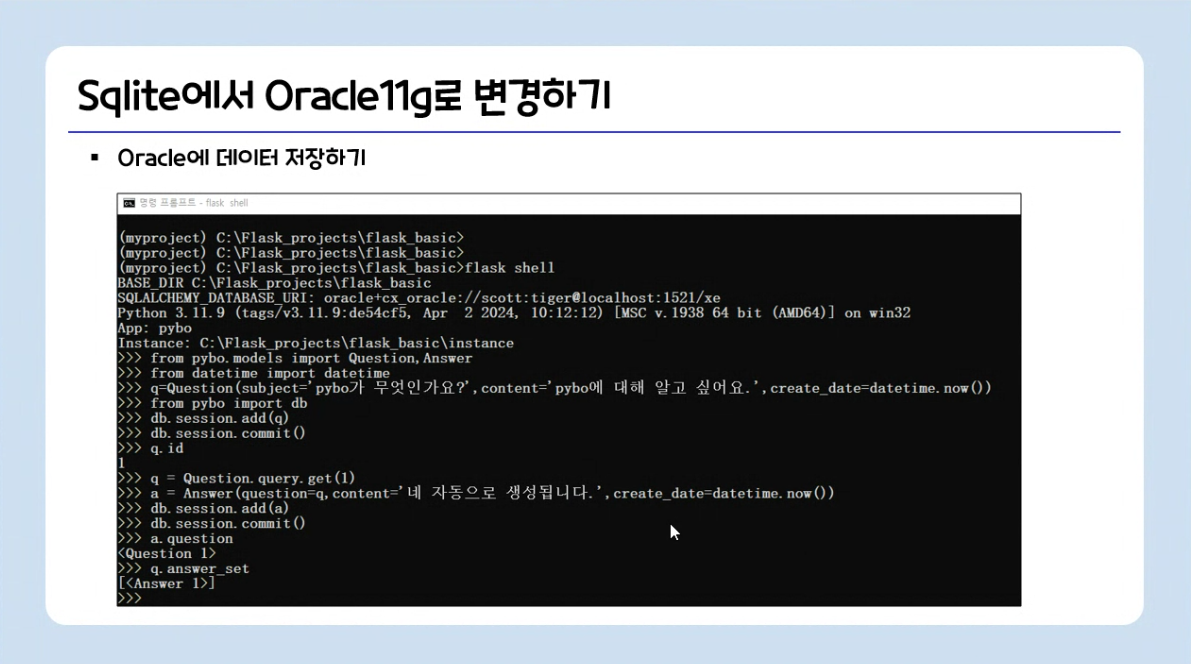 Sqlite에서 Oracle11g로 변경하기
▪ Oracle에 데이터 저장하기
명령 프롬프트 - flask shell
(myproject) C:\Flask_projects\flask_basic>
(myproject) C:\Flask_projects\flask_basic>
(myproject) C:\Flask_projects\flask_basic>flask shell
BASE_DIR C:\Flask_projects\flask_basic
SQLALCHEMY_DATABASE_URI: oracle+cx_oracle://scott:tiger@localhost:1521/xe
Python 3.11.9 (tags/v3.11.9:de54cf5, Apr  2 2024, 10:12:12) [MSC v.1938 64 bit (AMD64)] on win32
App: pybo
Instance: C:\Flask_projects\flask_basic\instance
>>> from pybo.models import Question,Answer
>>> from datetime import datetime
>>> q=Question(subject='pybo가 무엇인가요?',content='pybo에 대해 알고 싶어요.',create_date=datetime.now())
>>> from pybo import db
>>> db.session.add(q)
>>> db.session.commit()
>>> q.id
1
>>> q = Question.query.get(1)
>>> a = Answer(question=q,content='네 자동으로 생성됩니다.',create_date=datetime.now())
>>> db.session.add(a)
>>> db.session.commit()
>>> a.question
<Question 1>
>>> q.answer_set
[<Answer 1>]
>>>